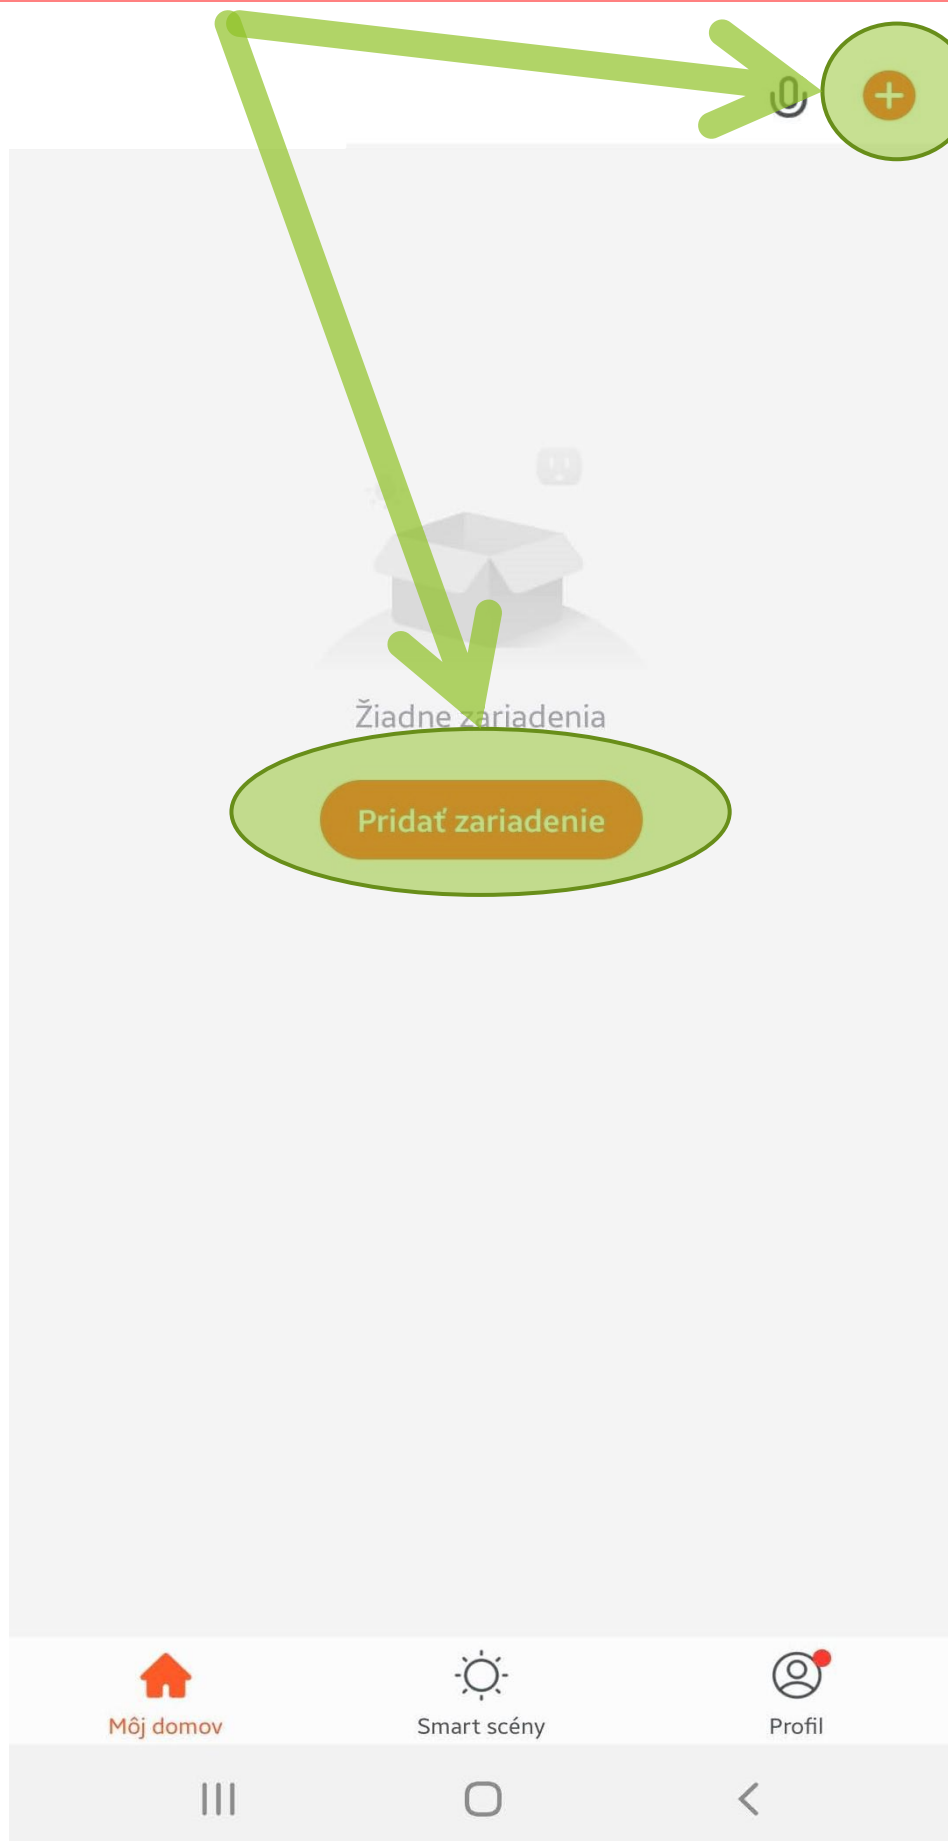 Žiadne zariadenia
Pridať zariadenie
Môj domov
Smart scény
Profil